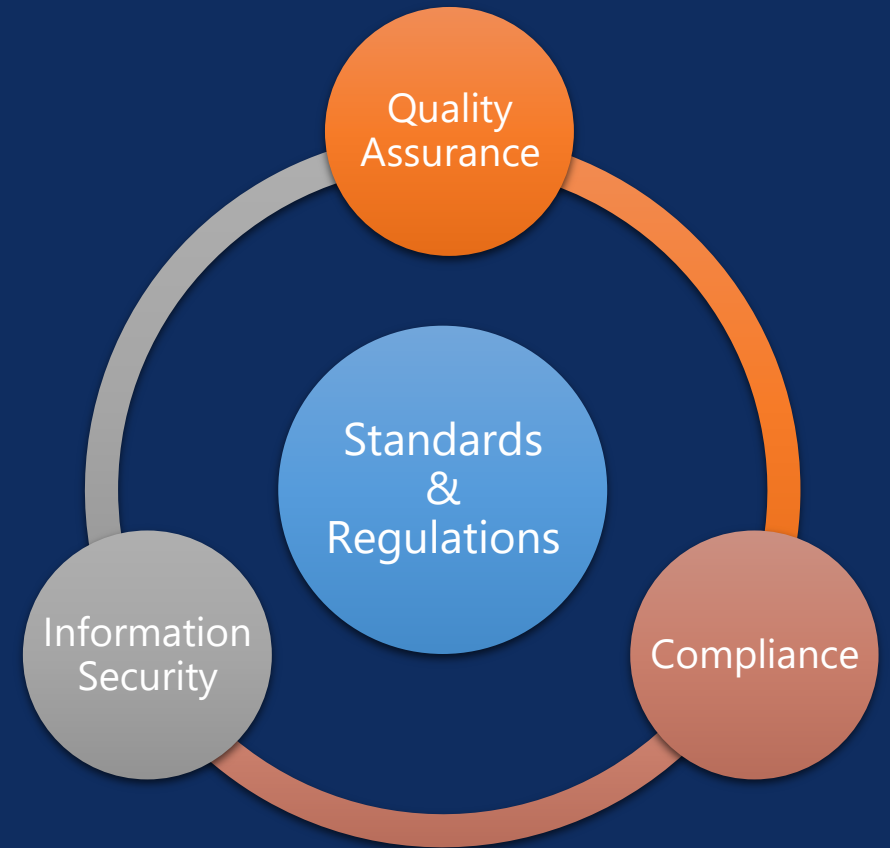 Quality
Assurance
Standards
&
Regulations
Information
Security
Compliance